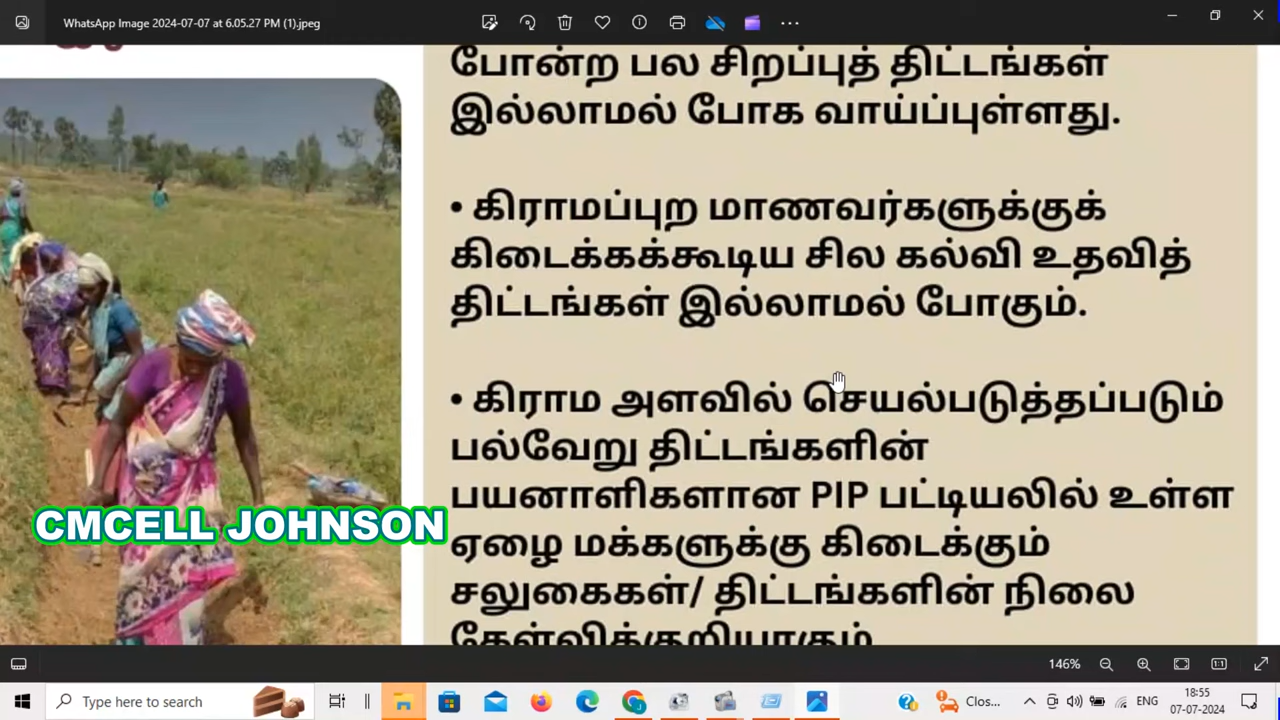 WhatsApp Image 2024-07-07 at 6.05.27 PM (1).jpeg
போன்ற பல சிறப்புத் திட்டங்கள்
இல்லாமல் போக வாய்ப்புள்ளது.
• கிராமப்புற மாணவர்களுக்குக்
கிடைக்கக்கூடிய சில கல்வி உதவித்
திட்டங்கள் இல்லாமல் போகும்.
• கிராம அளவில் செயல்படுத்தப்படும்
பல்வேறு திட்டங்களின்
பயனாளிகளான PIP பட்டியலில் உள்ள
ஏழை மக்களுக்கு கிடைக்கும்
சலுகைகள்/ திட்டங்களின் நிலை
கேள்விக்குறியாகும்
CMCELL JOHNSON
146%
1:1
Type here to search
Clos...
ENG
18:55
07-07-2024